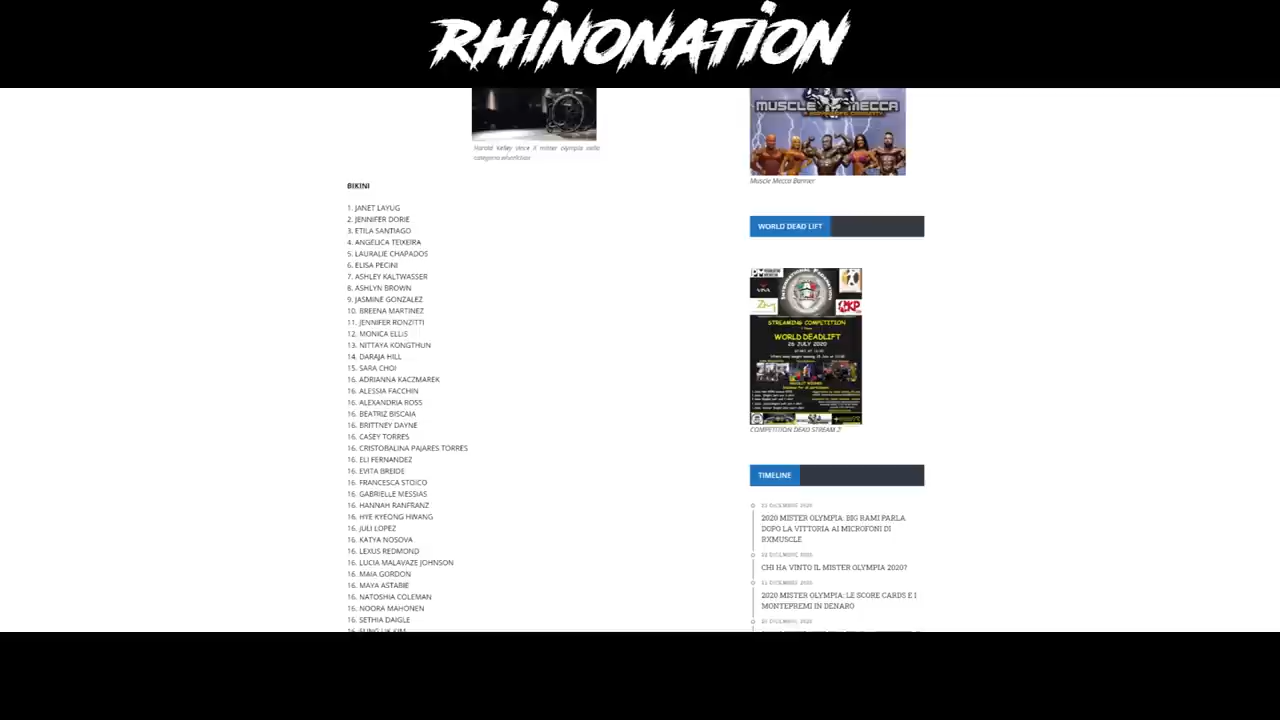 RHINONATION
Harold Kelley vince il mister olympia nella
categoria wheelchair
BIKINI
1. JANET LAYUG
2. JENNIFER DORIE
3. ETILA SANTIAGO
4. ANGELICA TEIXEIRA
5. LAURALIE CHAPADOS
6. ELISA PECINI
7. ASHLEY KALTWASSER
8. ASHLYN BROWN
9. JASMINE GONZALEZ
10. BREENA MARTINEZ
11. JENNIFER RONZITTI
12. MONICA ELLIS
13. NITTAYA KONGTHUN
14. DARAJA HILL
15. SARA CHOI
16. ADRIANNA KACZMAREK
16. ALESSIA FACCHIN
16. ALEXANDRIA ROSS
16. BEATRIZ BISCAIA
16. BRITTNEY DAYNE
16. CASEY TORRES
16. CRISTOBALINA PAJARES TORRES
16. ELI FERNANDEZ
16. EVITA BREIDE
16. FRANCESCA STOICO
16. GABRIELLE MESSIAS
16. HANNAH RANFRANZ
16. HYE KYEONG HWANG
16. JULI LOPEZ
16. KATYA NOSOVA
16. LEXUS REDMOND
16. LUCIA MALAVAZE JOHNSON
16. MAIA GORDON
16. MAYA ASTABIE
16. NATOSHIA COLEMAN
16. NOORA MAHONEN
16. SETHIA DAIGLE
MUSCLE MECCA
Muscle Mecca Banner
WORLD DEAD LIFT
STREAMING COMPETITION
WORLD DEADLIFT
26 JULY 2020
COMPETITION DEAD STREAM 2
TIMELINE
2020 MISTER OLYMPIA: BIG RAMI PARLA
DOPO LA VITTORIA AI MICROFONI DI
RXMUSCLE
CHI HA VINTO IL MISTER OLYMPIA 2020?
2020 MISTER OLYMPIA: LE SCORE CARDS E I
MONTEPREMI IN DENARO